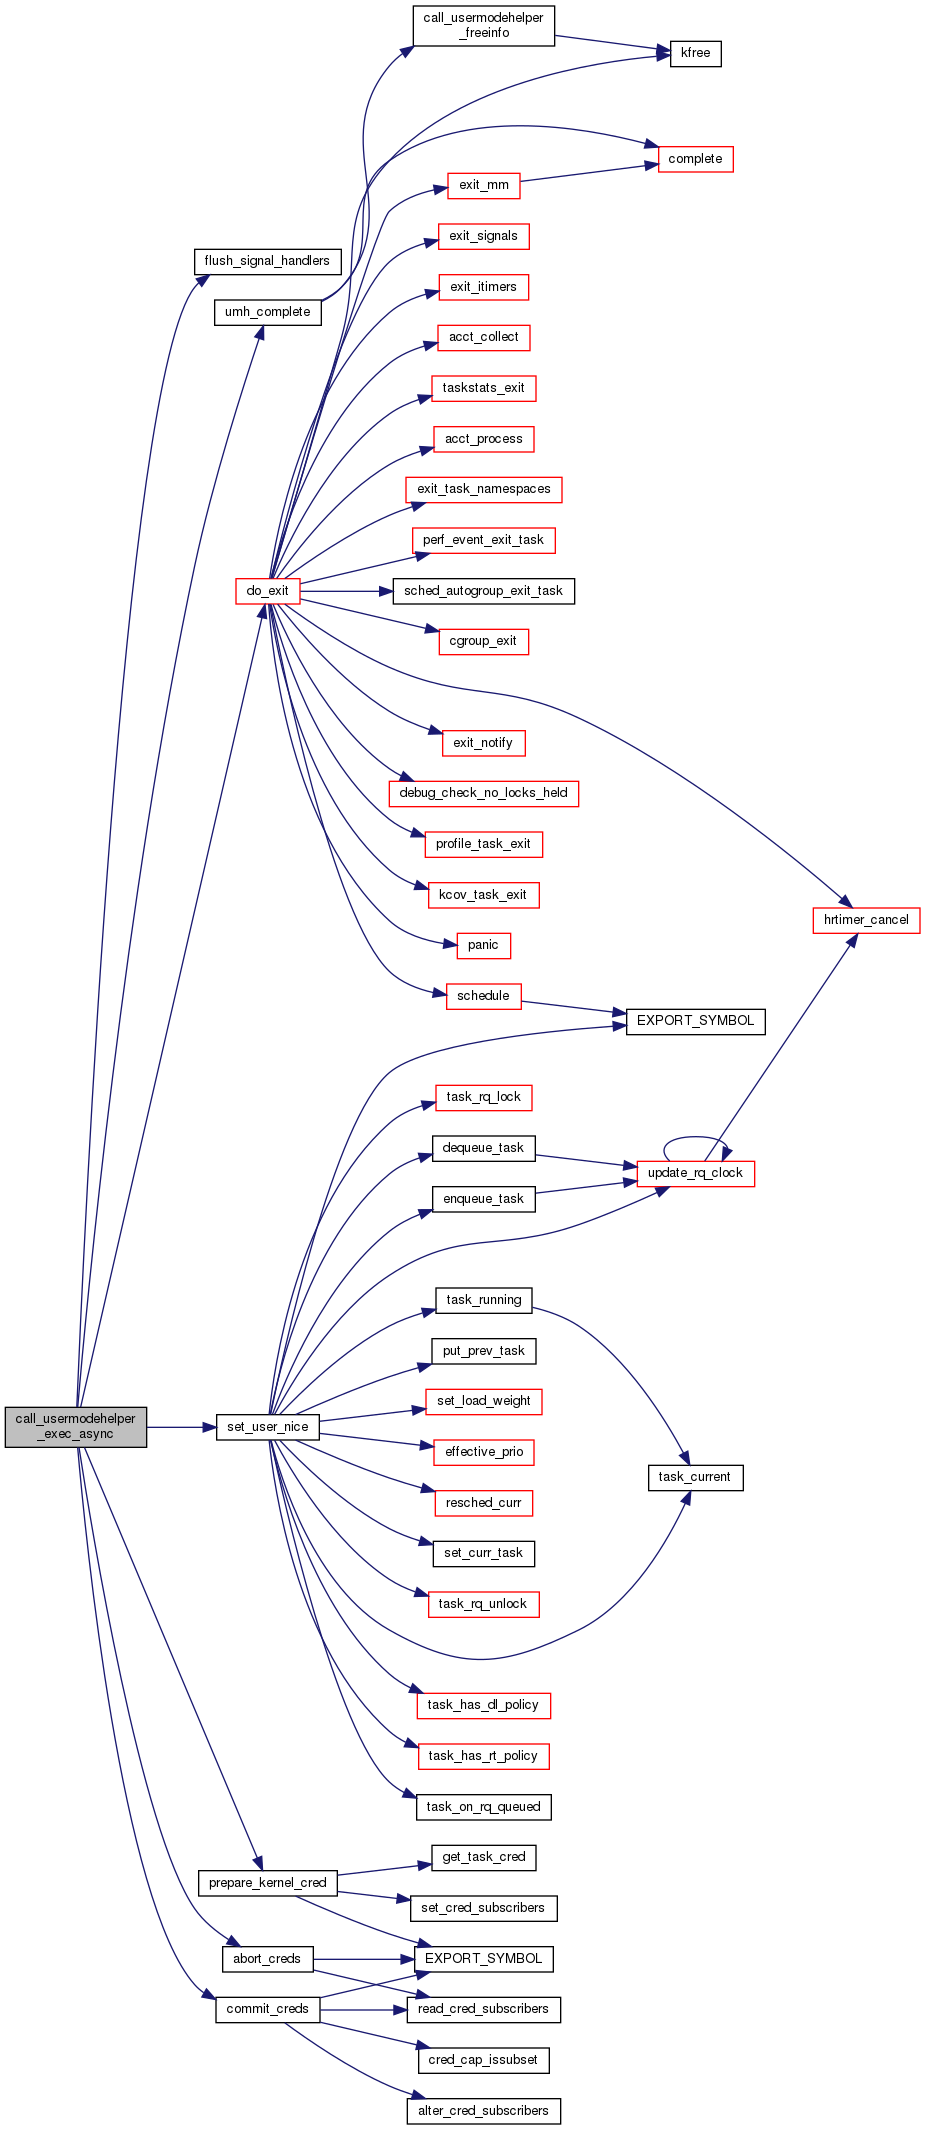 call_usermodehelper
_freeinfo
kfree
complete
exit_mm
exit_signals
flush_signal_handlers
exit_itimers
umh_complete
acct_collect
taskstats_exit
acct_process
exit_task_namespaces
perf_event_exit_task
do_exit
sched_autogroup_exit_task
cgroup_exit
exit_notify
debug_check_no_locks_held
profile_task_exit
kcov_task_exit
hrtimer_cancel
panic
schedule
EXPORT_SYMBOL
task_rq_lock
dequeue_task
update_rq_clock
enqueue_task
task_running
put_prev_task
set_load_weight
call_usermodehelper
_exec_async
set_user_nice
effective_prio
task_current
resched_curr
set_curr_task
task_rq_unlock
task_has_dl_policy
task_has_rt_policy
task_on_rq_queued
get_task_cred
prepare_kernel_cred
set_cred_subscribers
abort_creds
EXPORT_SYMBOL
commit_creds
read_cred_subscribers
cred_cap_issubset
alter_cred_subscribers